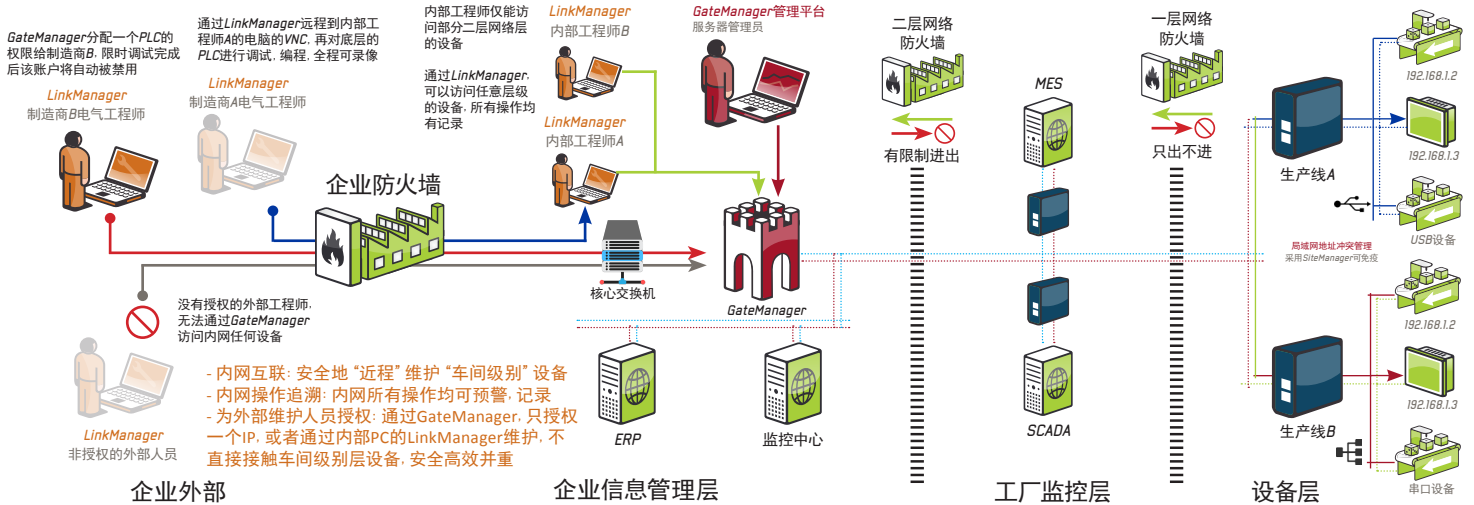 GateManager分配一个PLC的
权限给制造商B, 限时调试完成
后该账户将自动被禁用
LinkManager
制造商B电气工程师
通过LinkManager远程到内部工
程师A的电脑的VNC, 再对底层的
PLC进行调试, 编程, 全程可录像
LinkManager
制造商A电气工程师
企业防火墙
内部工程师仅能访
问部分二层网络层
的设备
通过LinkManager,
可以访问任意层级
的设备, 所有操作均
有记录
LinkManager
内部工程师B
LinkManager
内部工程师A
GateManager管理平台
服务器管理员
核心交换机
GateManager
没有授权的外部工程师,
无法通过GateManager
访问内网任何设备
LinkManager
非授权的外部人员
- 内网互联: 安全地 “近程” 维护 “车间级别” 设备
- 内网操作追溯: 内网所有操作均可预警, 记录
- 为外部维护人员授权: 通过GateManager, 只授权
一个IP, 或者通过内部PC的LinkManager维护, 不
直接接触车间级别层设备, 安全高效并重
ERP
监控中心
二层网络
防火墙
有限制进出
MES
SCADA
一层网络
防火墙
只出不进
生产线A
192.168.1.2
192.168.1.3
USB设备
局域网地址冲突管理
采用SiteManager可免疫
生产线B
192.168.1.2
192.168.1.3
串口设备
企业外部
企业信息管理层
工厂监控层
设备层